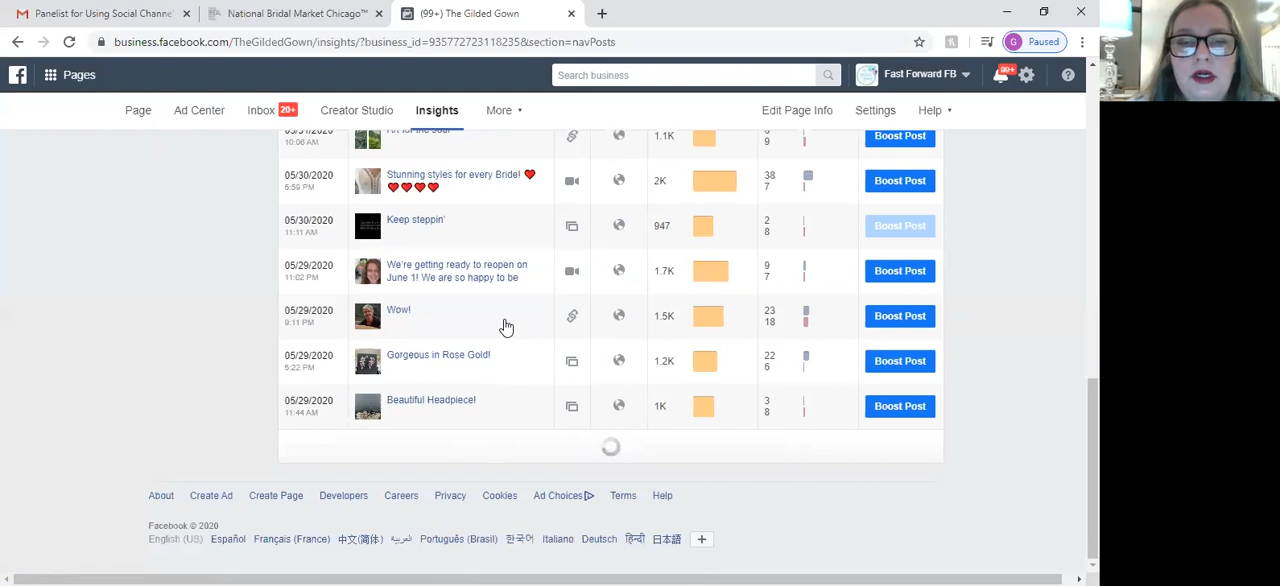 Panelist for Using Social Channe
National Bridal Market Chicago™
(99+) The Gilded Gown
business.facebook.com/TheGildedGown/insights/?business_id=935772723118235&section=navPosts
G Paused
Pages
Search business
Fast Forward FB
99+
Page
Ad Center
Inbox 20+
Creator Studio
Insights
More
Edit Page Info
Settings
Help
05/31/2020
10:06 AM
Art for the soul
1.1K
9
Boost Post
05/30/2020
5:59 PM
Stunning styles for every Bride! ❤
❤❤❤❤
2K
38
7
Boost Post
05/30/2020
11:11 AM
Keep steppin'
947
2
8
Boost Post
05/29/2020
11:02 PM
We're getting ready to reopen on
June 1! We are so happy to be
1.7K
9
7
Boost Post
05/29/2020
9:11 PM
Wow!
1.5K
23
18
Boost Post
05/29/2020
5:22 PM
Gorgeous in Rose Gold!
1.2K
22
6
Boost Post
05/29/2020
11:44 AM
Beautiful Headpiece!
1K
3
8
Boost Post
About
Create Ad
Create Page
Developers
Careers
Privacy
Cookies
Ad Choices
Terms
Help
Facebook © 2020
English (US)
Español
Français (France)
中文(简体)
العربية
Português (Brasil)
한국어
Italiano
Deutsch
हिन्दी
日本語